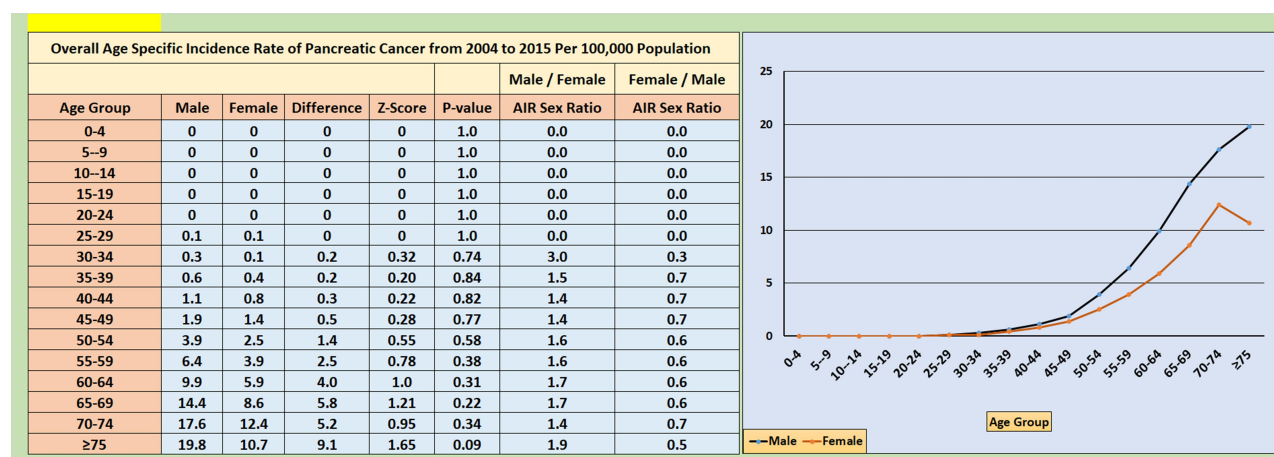 Overall Age Specific Incidence Rate of Pancreatic Cancer from 2004 to 2015 Per 100,000 Population
Male / Female Female / Male
Age Group Male Female Difference Z-Score P-value AIR Sex Ratio AIR Sex Ratio
0-4 0 0 0 0 1.0 0.0 0.0
5--9 0 0 0 0 1.0 0.0 0.0
10--14 0 0 0 0 1.0 0.0 0.0
15-19 0 0 0 0 1.0 0.0 0.0
20-24 0 0 0 0 1.0 0.0 0.0
25-29 0.1 0.1 0 0 1.0 0.0 0.0
30-34 0.3 0.1 0.2 0.32 0.74 3.0 0.3
35-39 0.6 0.4 0.2 0.20 0.84 1.5 0.7
40-44 1.1 0.8 0.3 0.22 0.82 1.4 0.7
45-49 1.9 1.4 0.5 0.28 0.77 1.4 0.7
50-54 3.9 2.5 1.4 0.55 0.58 1.6 0.6
55-59 6.4 3.9 2.5 0.78 0.38 1.6 0.6
60-64 9.9 5.9 4.0 1.0 0.31 1.7 0.6
65-69 14.4 8.6 5.8 1.21 0.22 1.7 0.6
70-74 17.6 12.4 5.2 0.95 0.34 1.4 0.7
≥75 19.8 10.7 9.1 1.65 0.09 1.9 0.5
25
20
15
10
5
0
0-4 5--9 10--14 15-19 20-24 25-29 30-34 35-39 40-44 45-49 50-54 55-59 60-64 65-69 70-74 ≥75
Age Group
Male Female